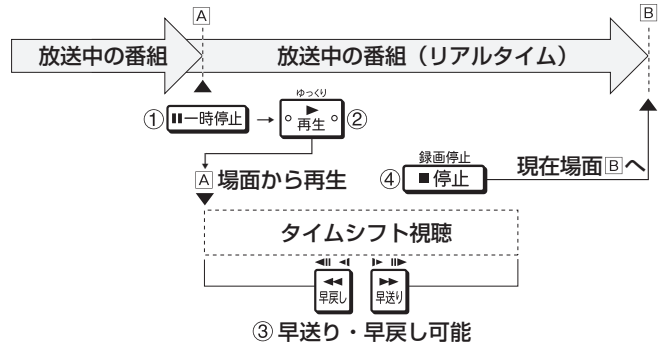 A
B
放送中の番組
放送中の番組（リアルタイム）
① 一時停止 → ゆっくり 再生 ②
録画停止
A 場面から再生
④ ■停止
現在場面Bへ
タイムシフト視聴
早戻し
早送り
③ 早送り・早戻し可能